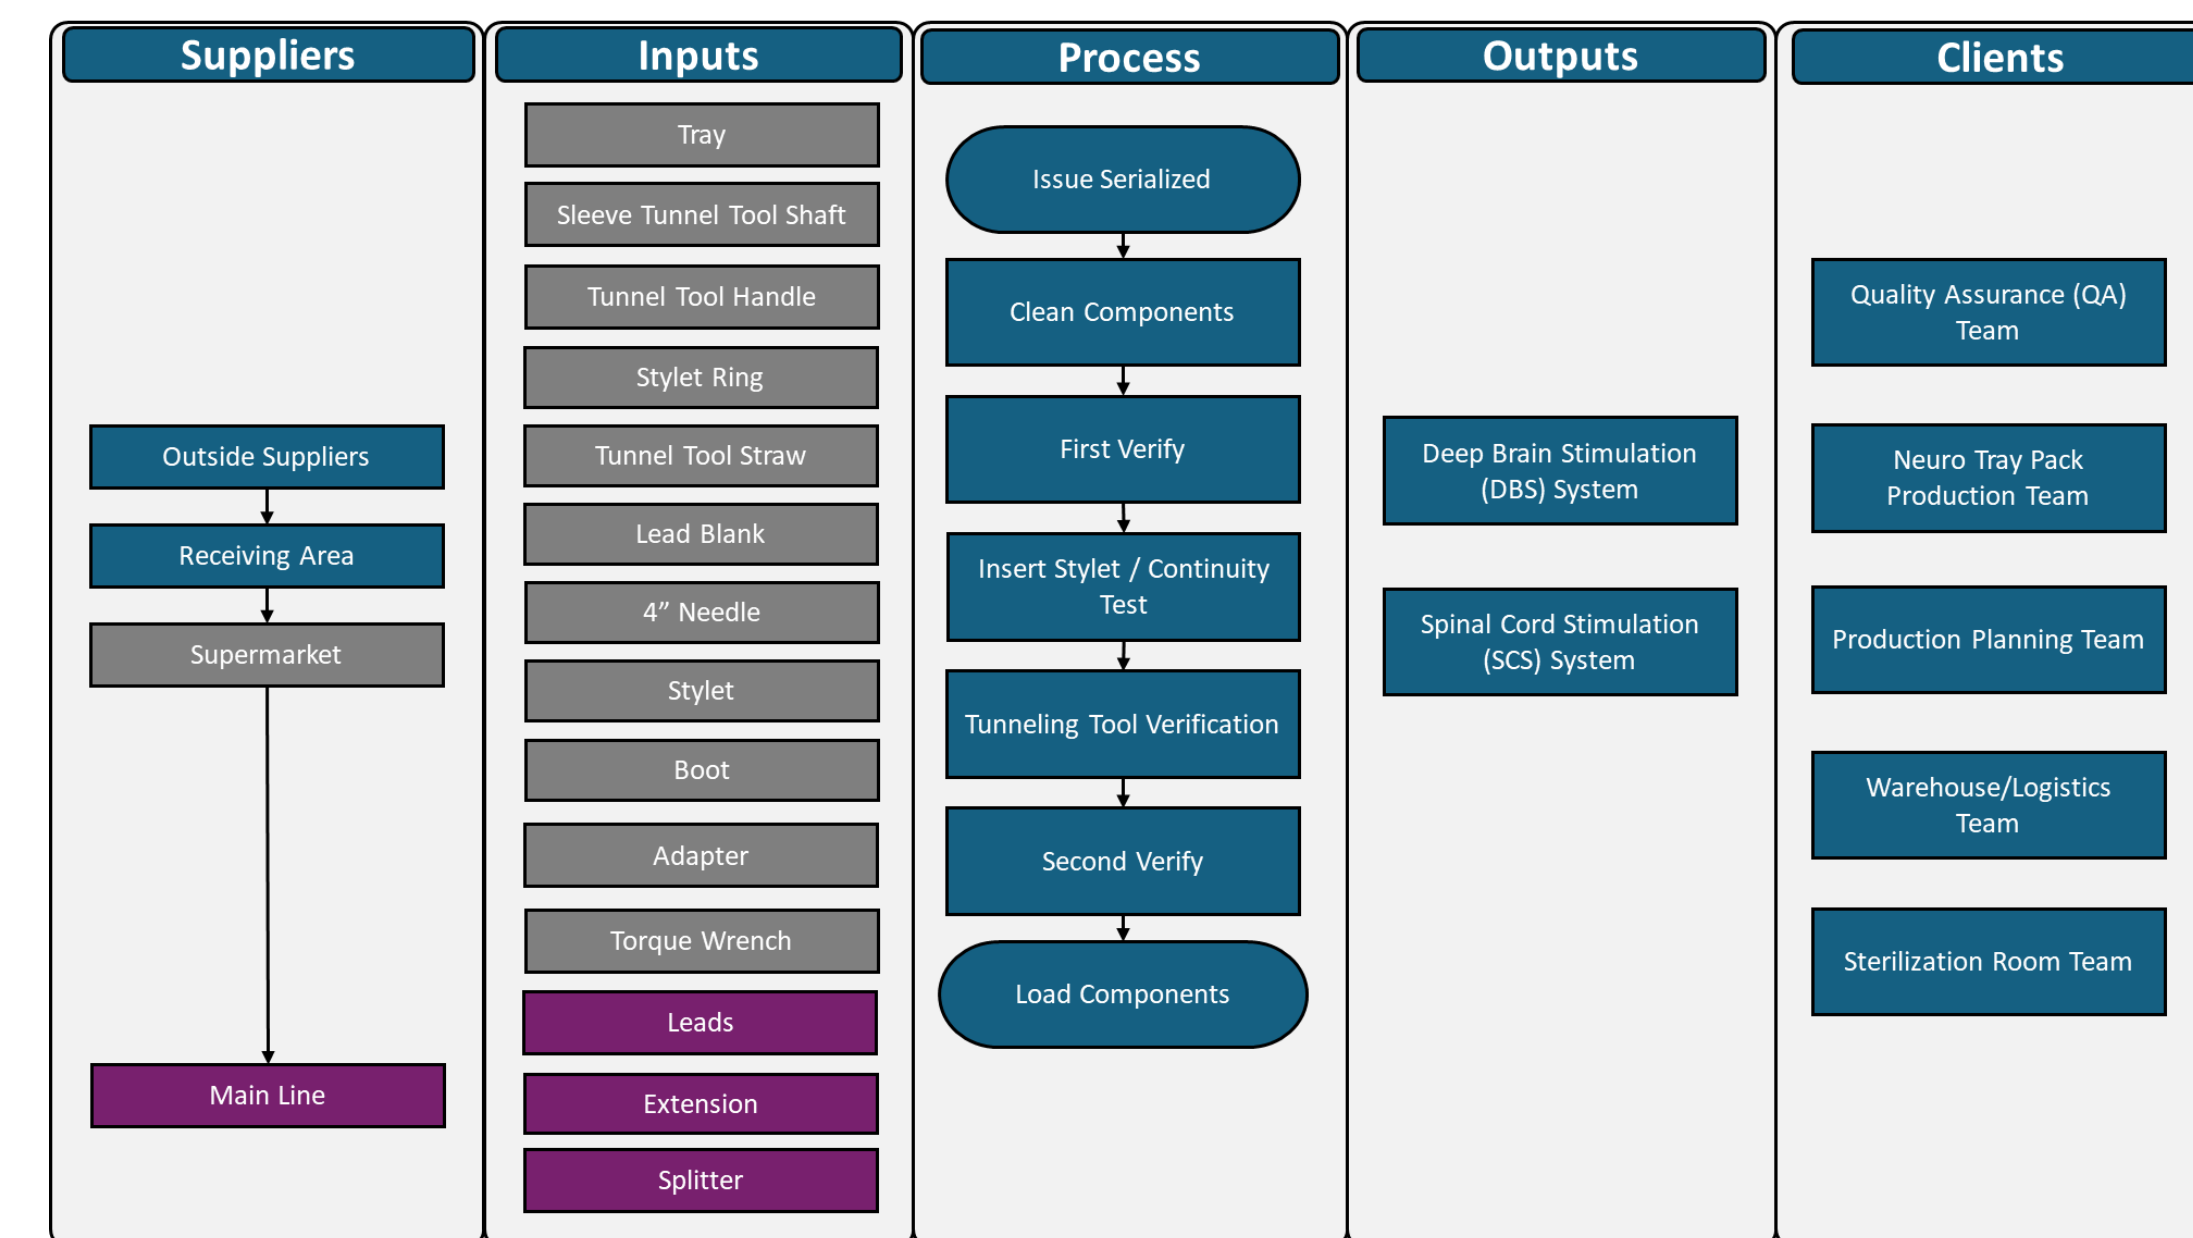 Suppliers
Outside Suppliers
Receiving Area
Supermarket
Main Line
Inputs
Tray
Sleeve Tunnel Tool Shaft
Tunnel Tool Handle
Stylet Ring
Tunnel Tool Straw
Lead Blank
4” Needle
Stylet
Boot
Adapter
Torque Wrench
Leads
Extension
Splitter
Process
Issue Serialized
Clean Components
First Verify
Insert Stylet / Continuity
Test
Tunneling Tool Verification
Second Verify
Load Components
Outputs
Deep Brain Stimulation
(DBS) System
Spinal Cord Stimulation
(SCS) System
Clients
Quality Assurance (QA)
Team
Neuro Tray Pack
Production Team
Production Planning Team
Warehouse/Logistics
Team
Sterilization Room Team